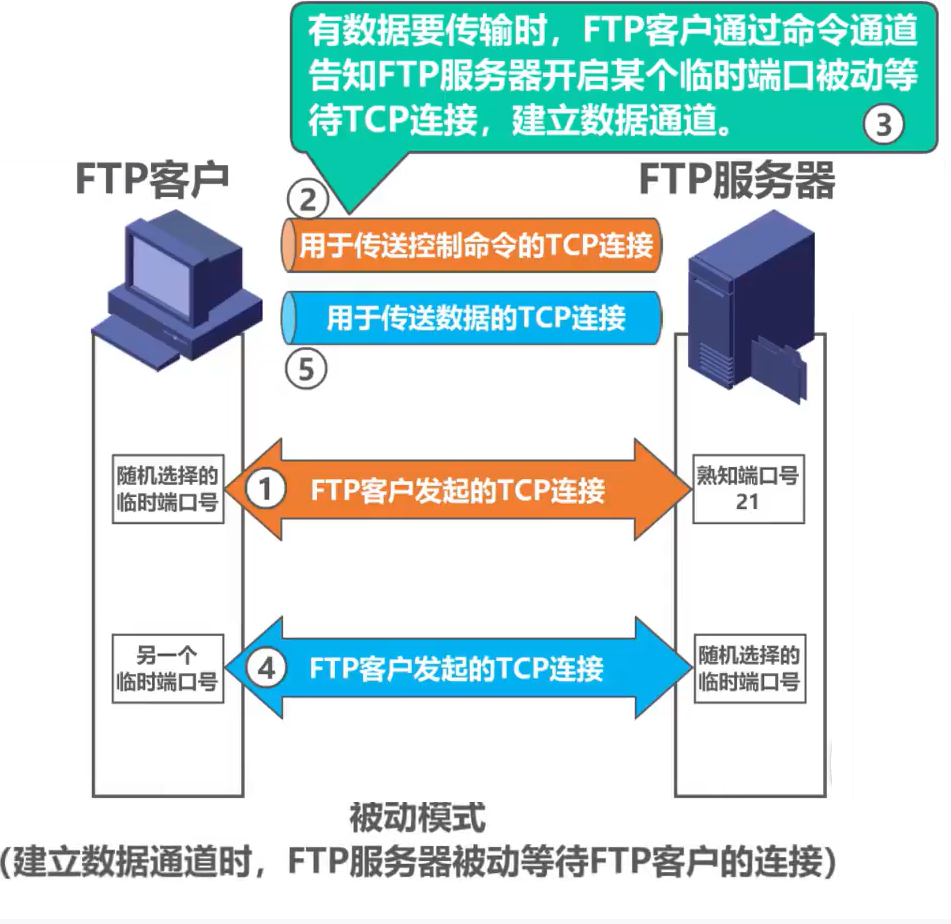 有数据要传输时，FTP客户通过命令通道
告知FTP服务器开启某个临时端口被动等
待TCP连接，建立数据通道。
③
FTP客户
FTP服务器
②
用于传送控制命令的TCP连接
用于传送数据的TCP连接
⑤
随机选择的
临时端口号
①
FTP客户发起的TCP连接
熟知端口号
21
另一个
临时端口号
④
FTP客户发起的TCP连接
随机选择的
临时端口号
被动模式
(建立数据通道时，FTP服务器被动等待FTP客户的连接)